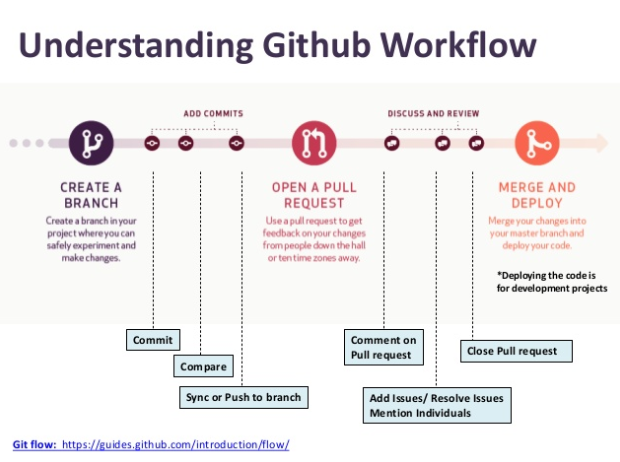 Understanding Github Workflow
ADD COMMITS
DISCUSS AND REVIEW
CREATE A
BRANCH
Create a branch in your
project where you can
safely experiment and
make changes.
OPEN A PULL
REQUEST
Use a pull request to get
feedback on your changes
from people down the hall
or ten time zones away.
MERGE AND
DEPLOY
Merge your changes into
your master branch and
deploy your code.
*Deploying the code is
for development projects
Commit
Compare
Sync or Push to branch
Comment on
Pull request
Close Pull request
Add Issues/ Resolve Issues
Mention Individuals
Git flow: https://guides.github.com/introduction/flow/